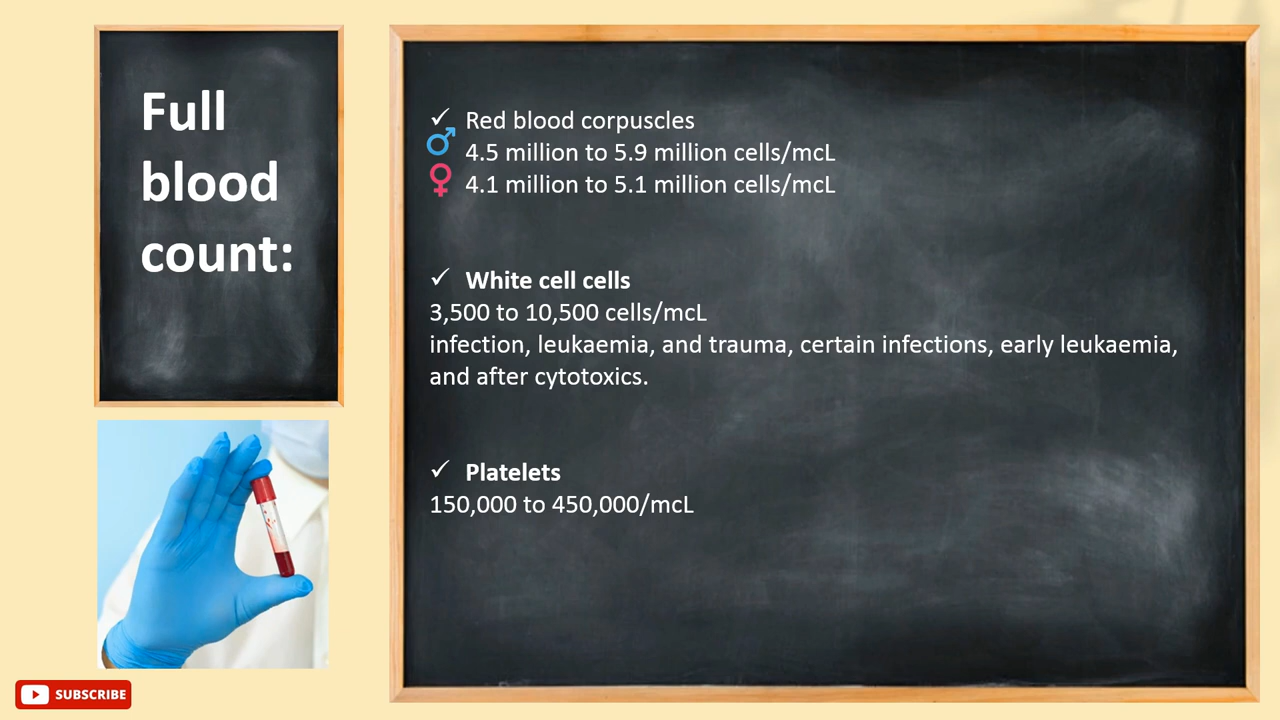 Full
blood
count:
✓ Red blood corpuscles
♂ 4.5 million to 5.9 million cells/mcL
♀ 4.1 million to 5.1 million cells/mcL
✓ White cell cells
3,500 to 10,500 cells/mcL
infection, leukaemia, and trauma, certain infections, early leukaemia,
and after cytotoxics.
✓ Platelets
150,000 to 450,000/mcL
SUBSCRIBE